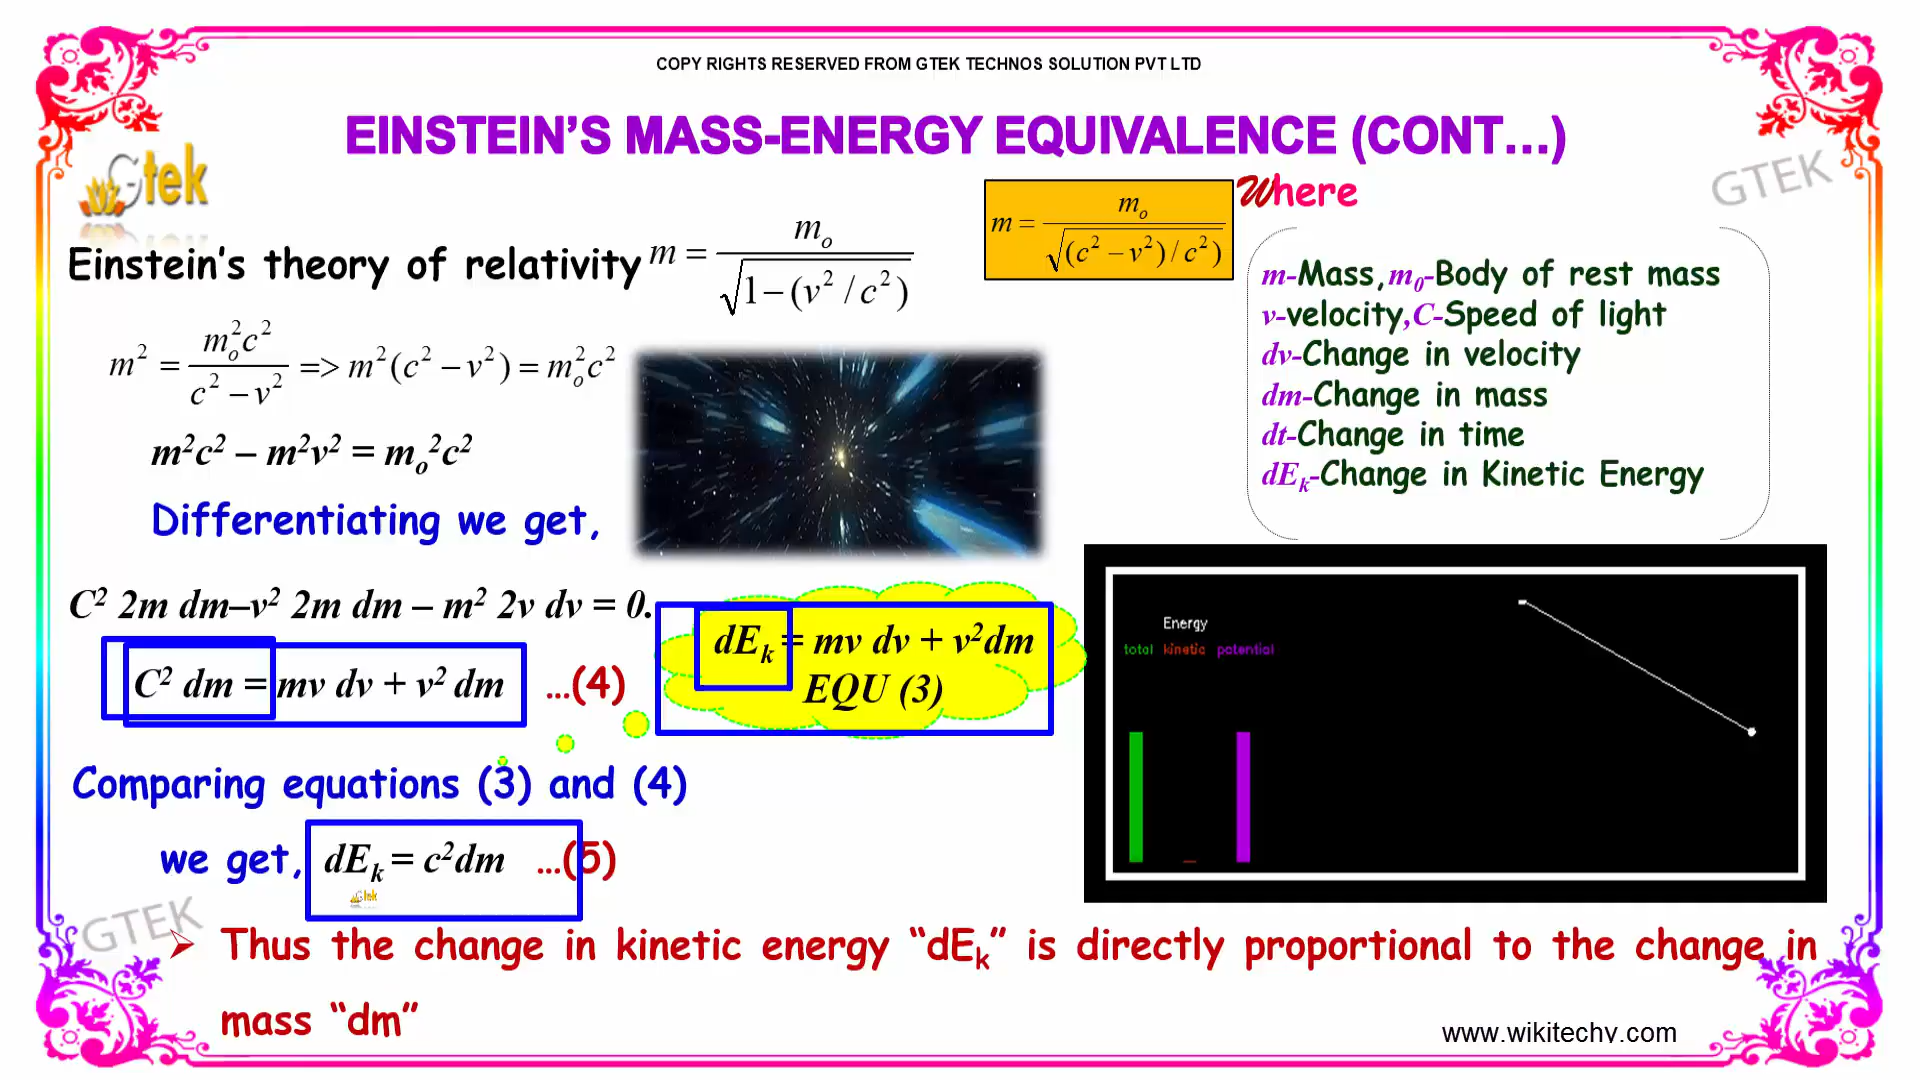 COPY RIGHTS RESERVED FROM GTEK TECHNOS SOLUTION PVT LTD
EINSTEIN'S MASS-ENERGY EQUIVALENCE (CONT…)
Gtek
GTEK
Where
Einstein's theory of relativity m = mₒ / √(1−(v² / c²))
m = mₒ / √((c² − v²) / c²)
m-Mass,m₀-Body of rest mass
v-velocity,C-Speed of light
dv-Change in velocity
dm-Change in mass
dt-Change in time
dEₖ-Change in Kinetic Energy
m² = mₒ²c² / (c² − v²) => m²(c² − v²) = mₒ²c²
m²c² – m²v² = mₒ²c²
Differentiating we get,
C² 2m dm–v² 2m dm – m² 2v dv = 0.
C² dm = mv dv + v² dm …(4)
dEₖ = mv dv + v²dm
EQU (3)
Energy
total kinetic potential
Comparing equations (3) and (4)
we get, dEₖ = c²dm …(5)
Gtek
GTEK
➢ Thus the change in kinetic energy “dEₖ” is directly proportional to the change in
mass “dm”
www.wikitechy.com